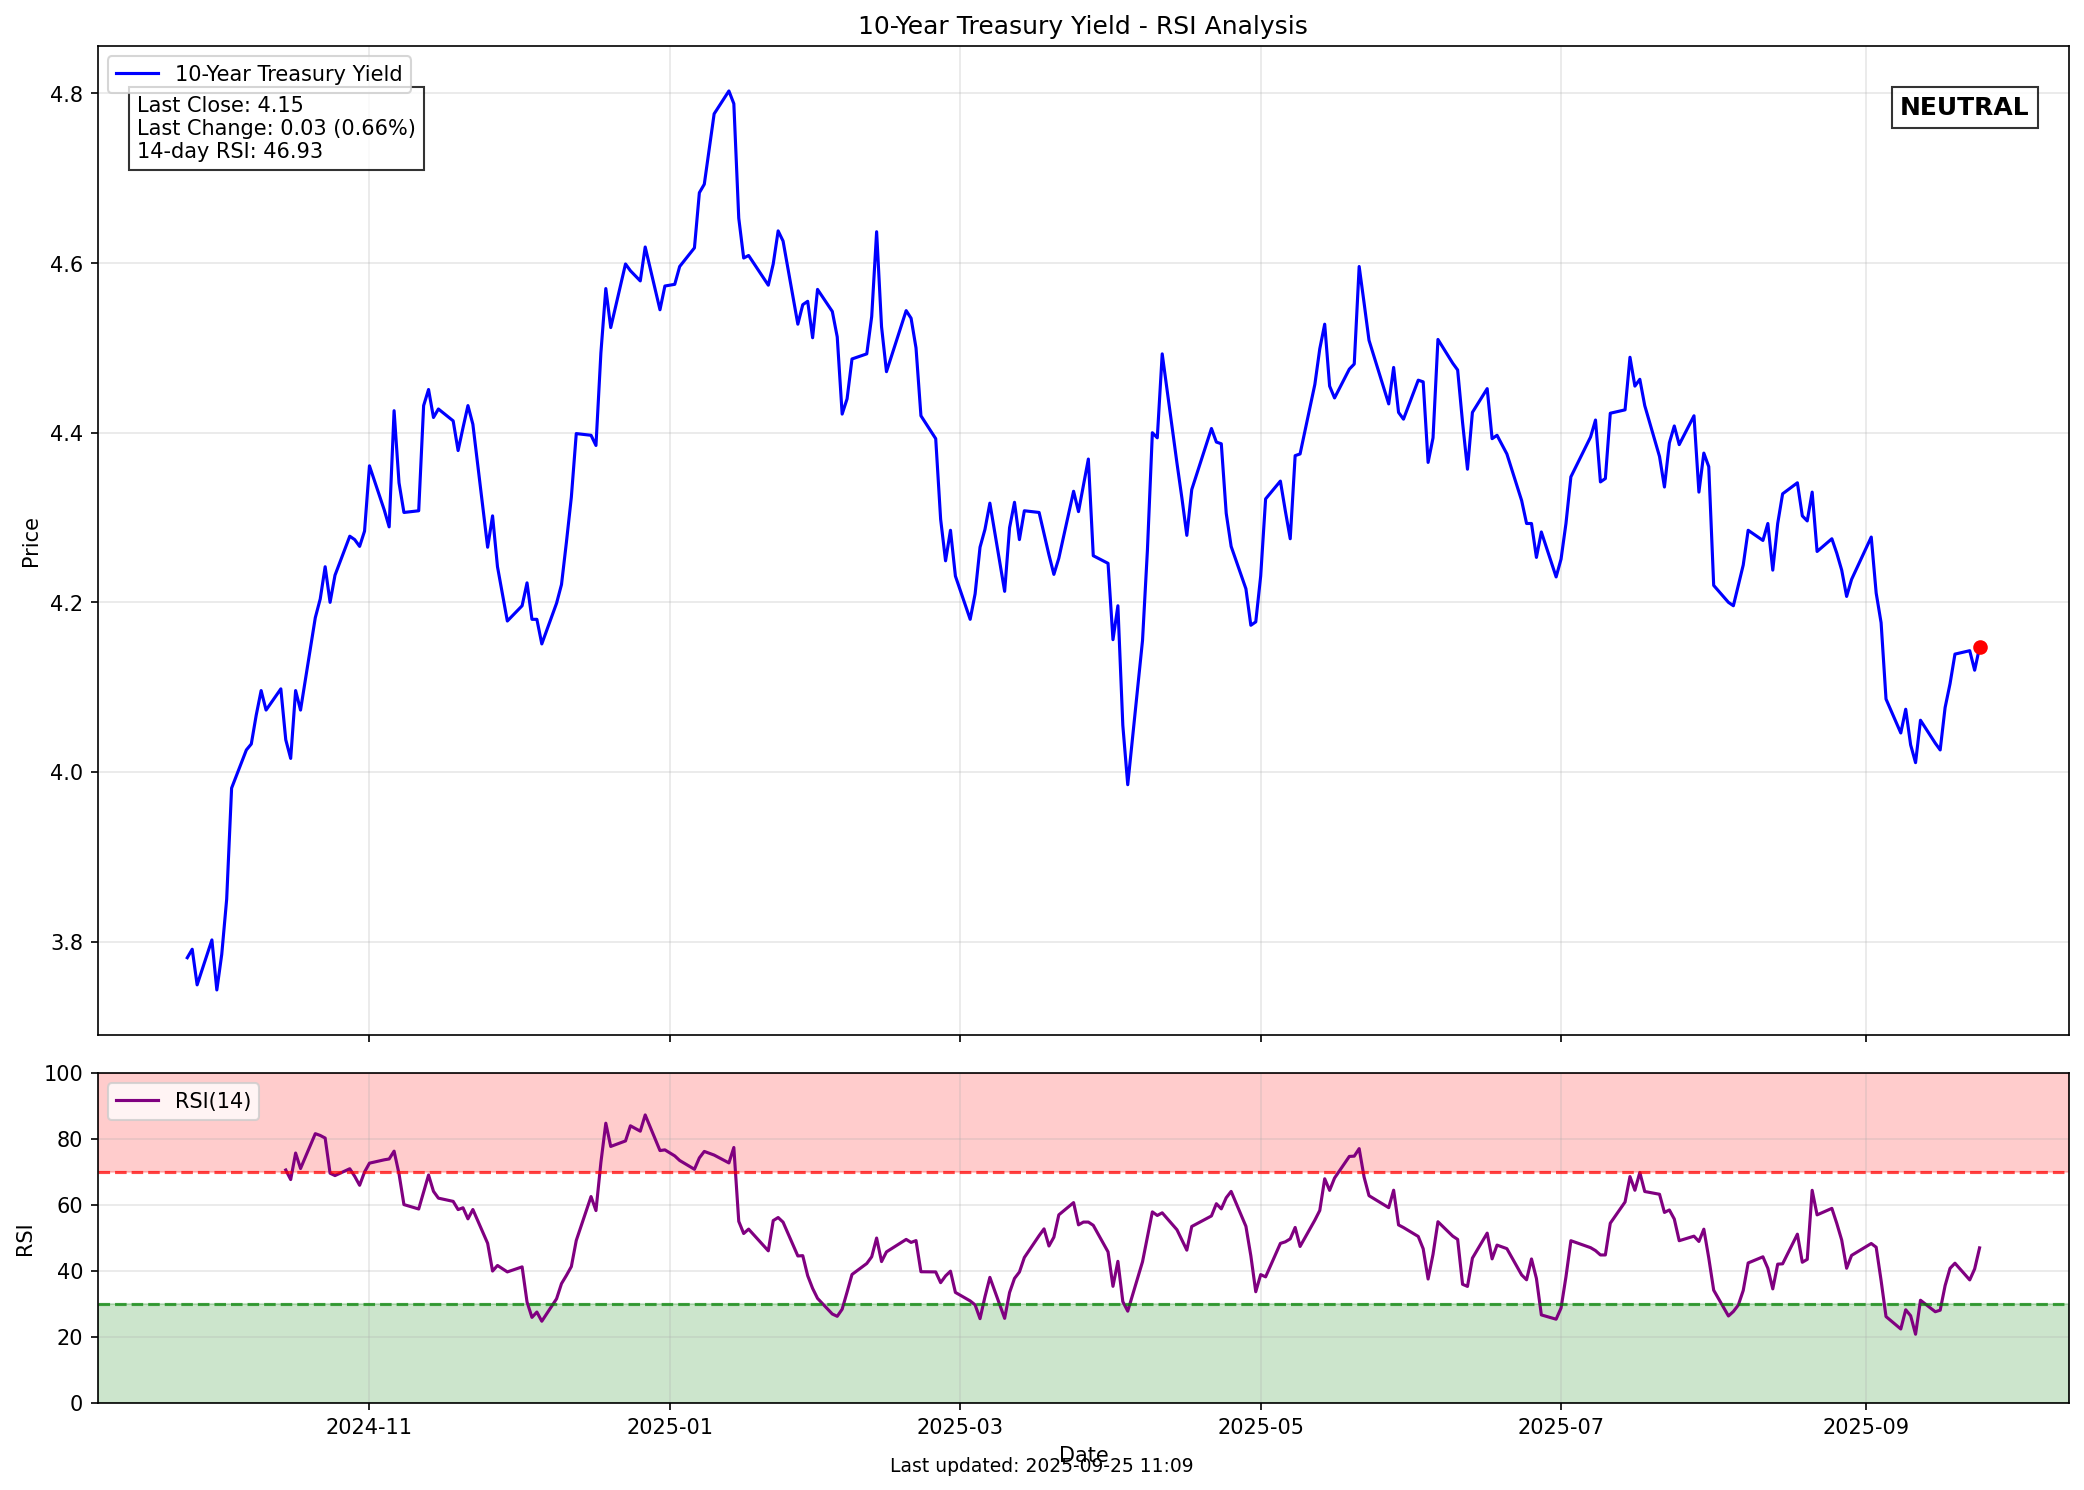 10-Year Treasury Yield - RSI Analysis
10-Year Treasury Yield
Last Close: 4.15
Last Change: 0.03 (0.66%)
14-day RSI: 46.93
NEUTRAL
Price
4.8
4.6
4.4
4.2
4.0
3.8
RSI(14)
RSI
100
80
60
40
20
0
2024-11
2025-01
2025-03
2025-05
2025-07
2025-09
Date
Last updated: 2025-09-25 11:09